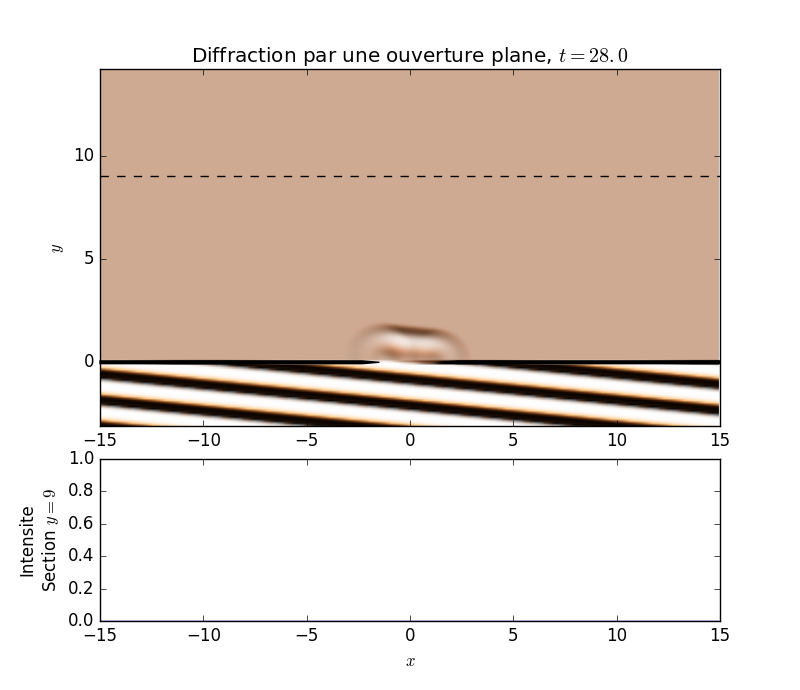 Diffraction par une ouverture plane, t = 28.0
10
5
0
y
−15 −10 −5 0 5 10 15
1.0
0.8
0.6
0.4
0.2
0.0
Intensite
Section y = 9
−15 −10 −5 0 5 10 15
x